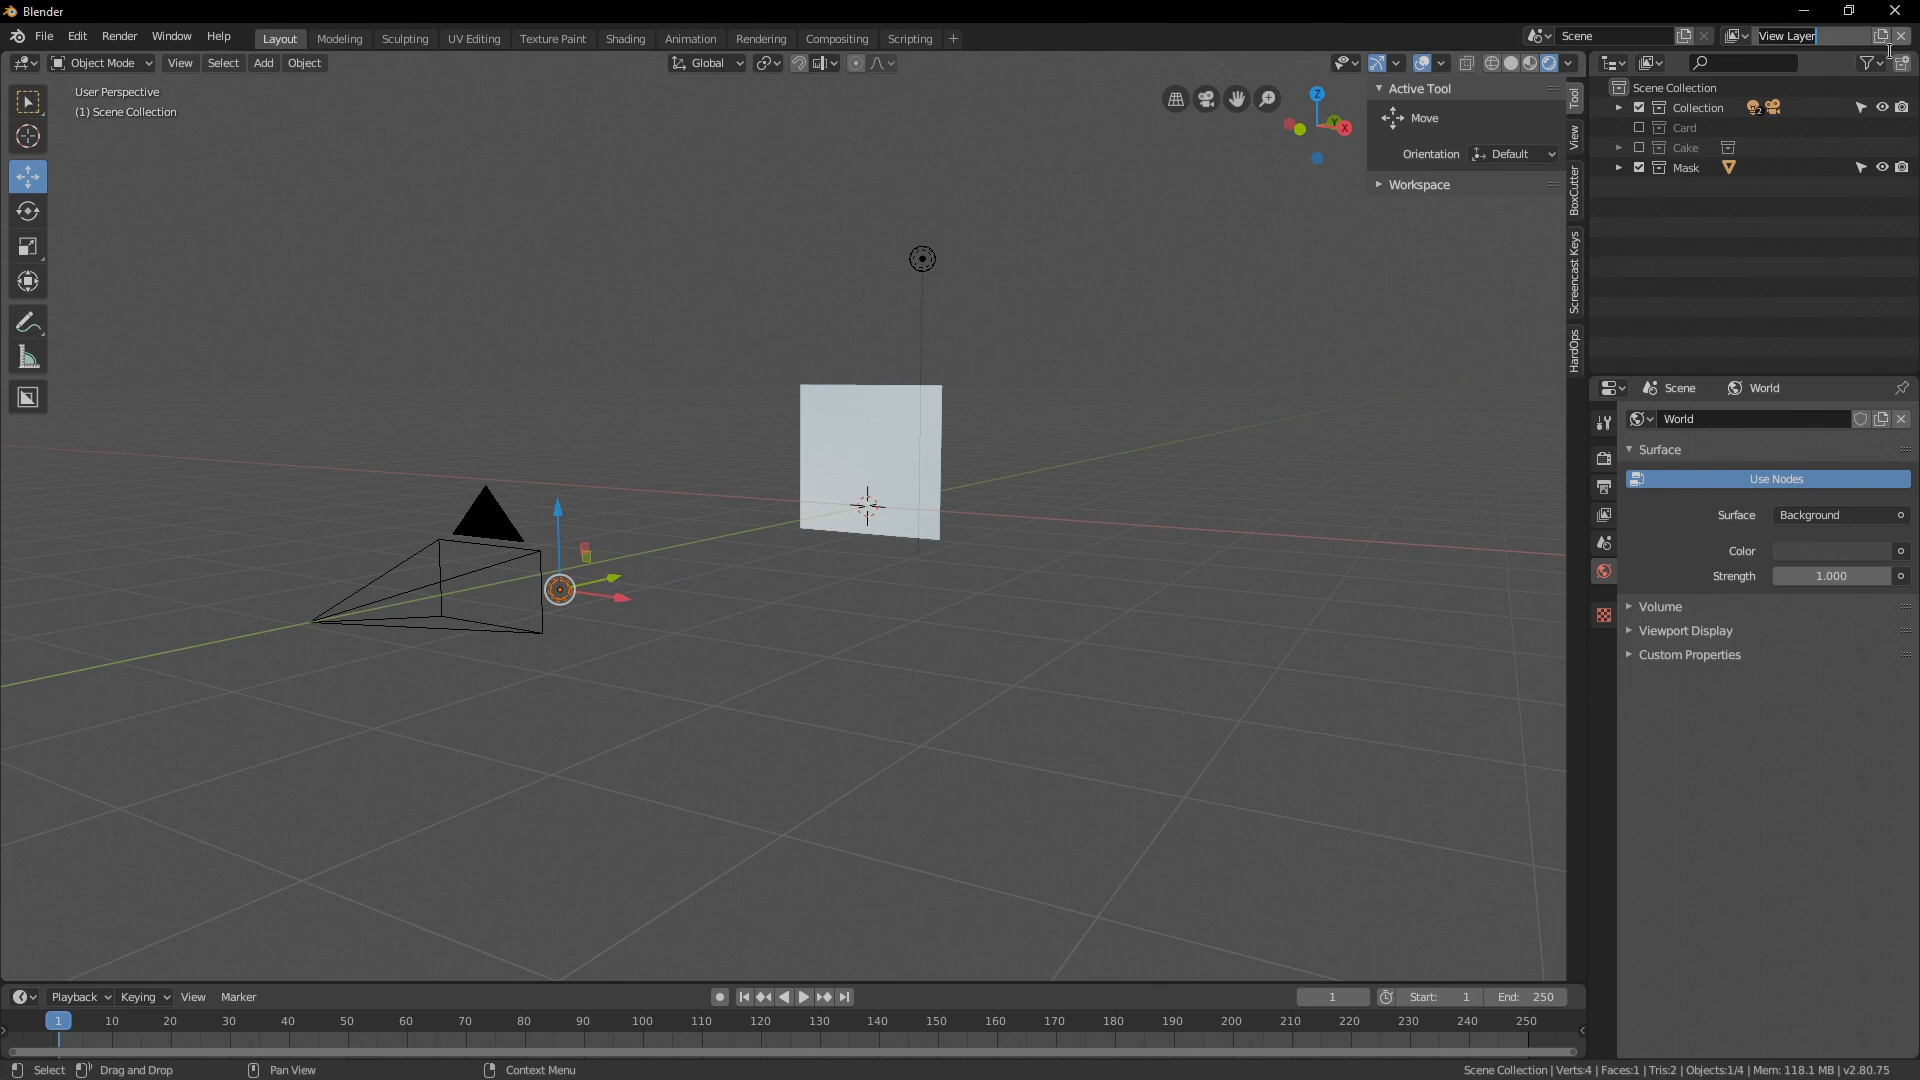 Blender
File Edit Render Window Help Layout Modeling Sculpting UV Editing Texture Paint Shading Animation Rendering Compositing Scripting + Scene View Layer
Object Mode View Select Add Object Global
User Perspective
(1) Scene Collection
Z
Y
X
Active Tool
Move
Orientation Default
Workspace
Tool
View
BoxCutter
Screencast Keys
HardOps
Scene Collection
Collection 2
Card
Cake
Mask
Scene World
World
Surface
Use Nodes
Surface Background
Color
Strength 1.000
Volume
Viewport Display
Custom Properties
Playback Keying View Marker 1 Start: 1 End: 250
1 10 20 30 40 50 60 70 80 90 100 110 120 130 140 150 160 170 180 190 200 210 220 230 240 250
Select Drag and Drop Pan View Context Menu Scene Collection | Verts:4 | Faces:1 | Tris:2 | Objects:1/4 | Mem: 118.1 MB | v2.80.75